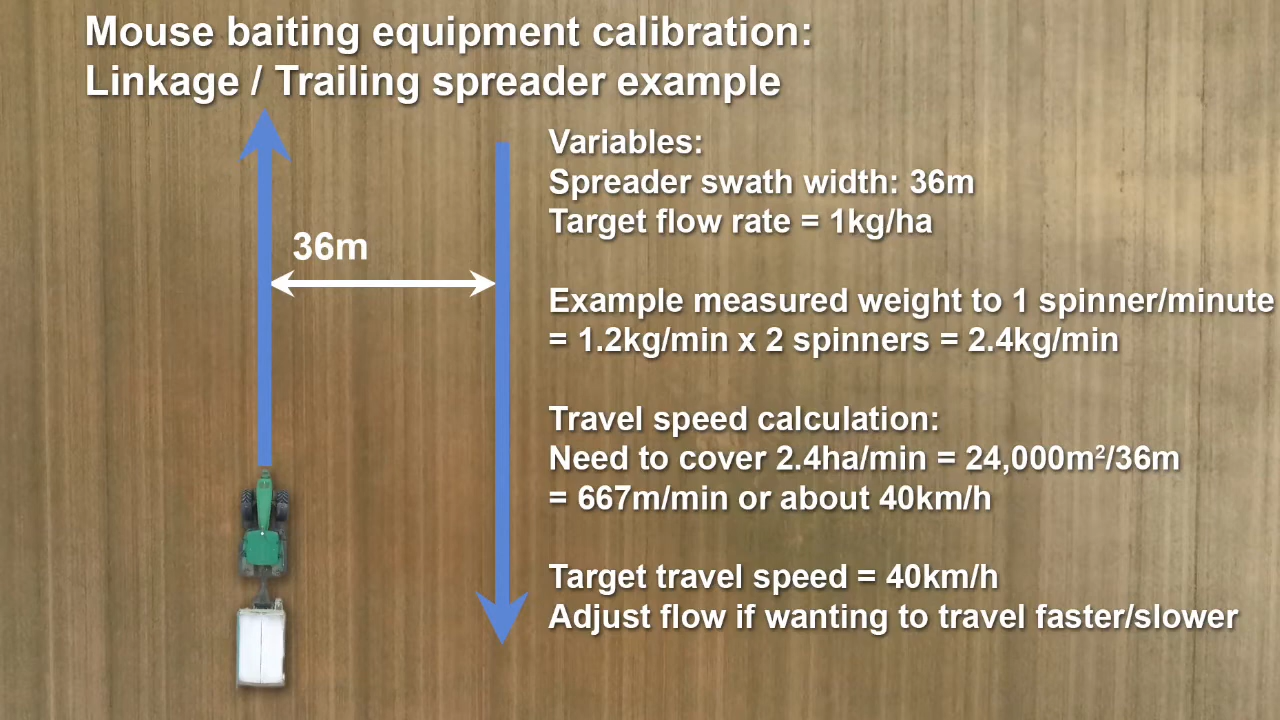 Mouse baiting equipment calibration:
Linkage / Trailing spreader example
Variables:
Spreader swath width: 36m
Target flow rate = 1kg/ha
36m
Example measured weight to 1 spinner/minute
= 1.2kg/min x 2 spinners = 2.4kg/min
Travel speed calculation:
Need to cover 2.4ha/min = 24,000m²/36m
= 667m/min or about 40km/h
Target travel speed = 40km/h
Adjust flow if wanting to travel faster/slower